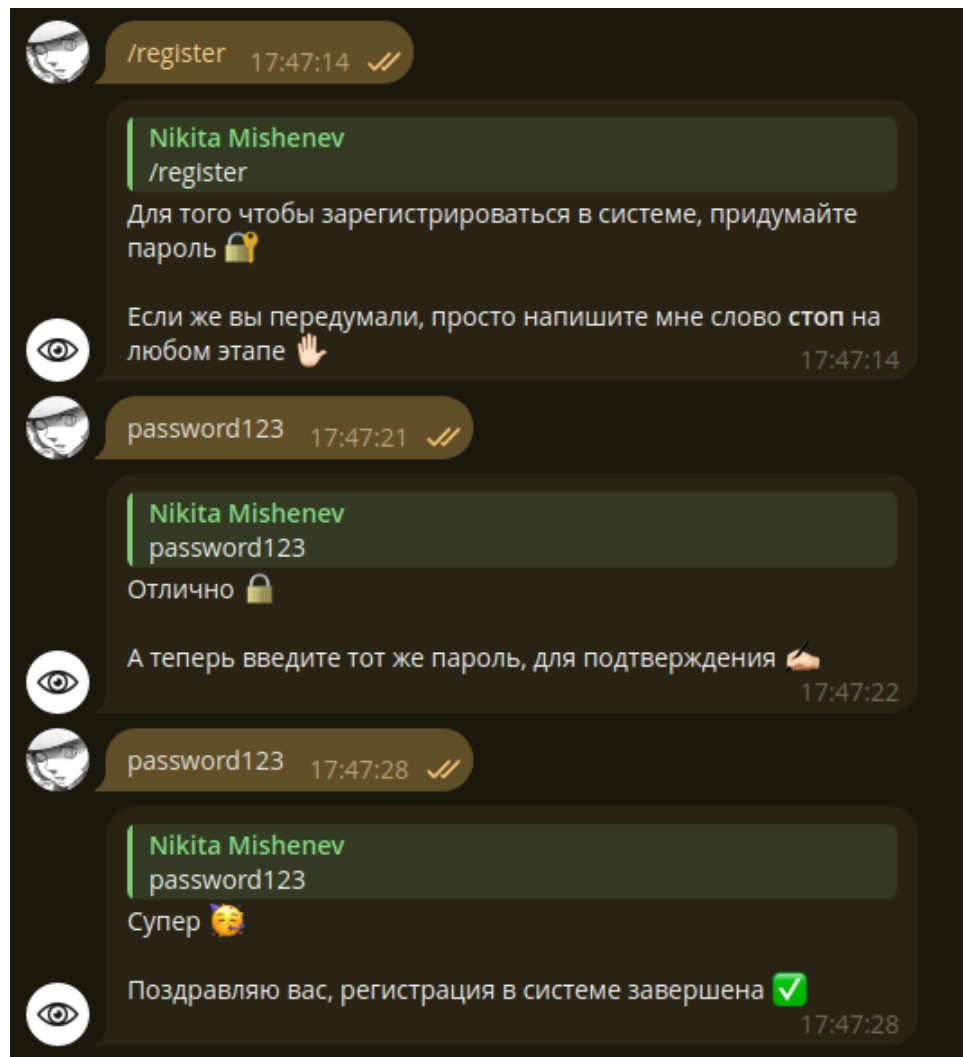 /register 17:47:14
Nikita Mishenev
/register
Для того чтобы зарегистрироваться в системе, придумайте
пароль 🔐
Если же вы передумали, просто напишите мне слово стоп на
любом этапе 🖐🏻 17:47:14
password123 17:47:21
Nikita Mishenev
password123
Отлично 🔒
А теперь введите тот же пароль, для подтверждения ✍🏻
17:47:22
password123 17:47:28
Nikita Mishenev
password123
Супер 🥳
Поздравляю вас, регистрация в системе завершена ✅
17:47:28